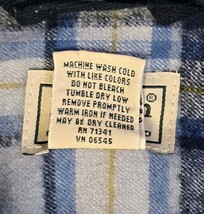 MACHINE WASH COLD
WITH LIKE COLORS
DO NOT BLEACH
TUMBLE DRY LOW
REMOVE PROMPTLY
WARM IRON IF NEEDED
MAY BE DRY CLEANED
RN 71341
VN 06545